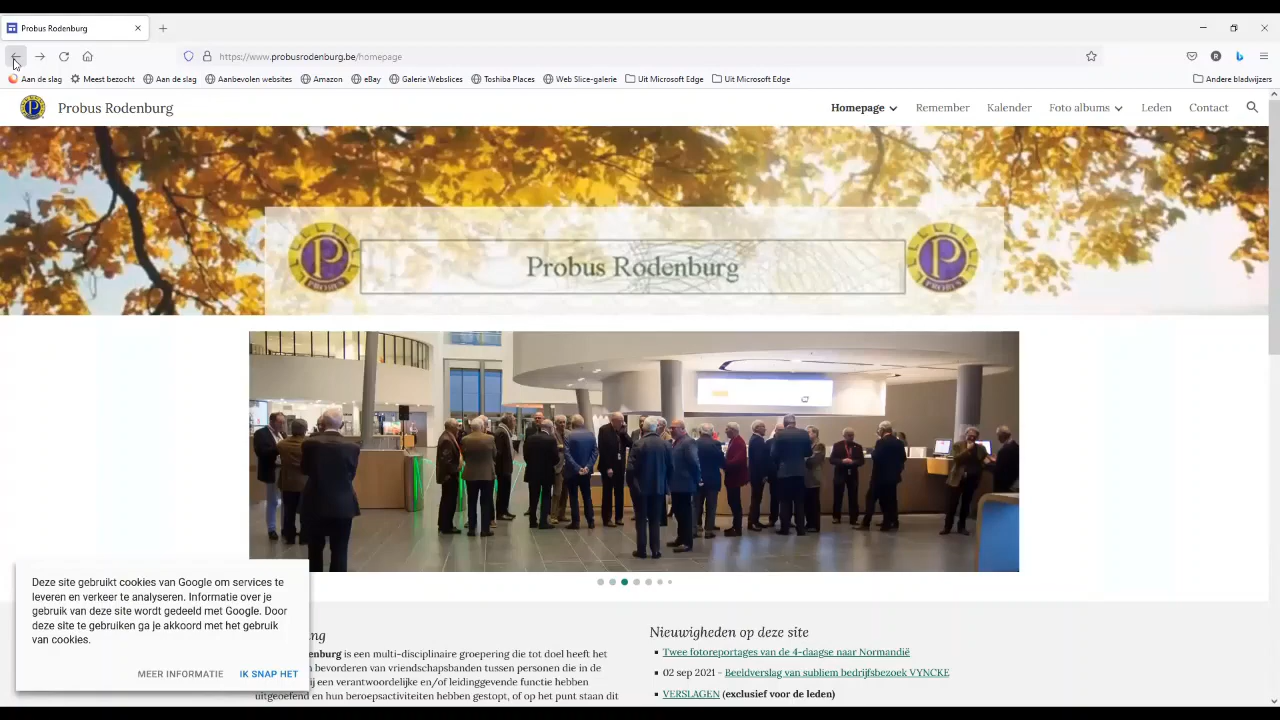 Probus Rodenburg
https://www.probusrodenburg.be/homepage
Aan de slag Meest bezocht Aan de slag Aanbevolen websites Amazon eBay Galerie Webslices Toshiba Places Web Slice-galerie Uit Microsoft Edge Uit Microsoft Edge Andere bladwijzers
Probus Rodenburg Homepage Remember Kalender Foto albums Leden Contact
Probus Rodenburg
Deze site gebruikt cookies van Google om services te
leveren en verkeer te analyseren. Informatie over je
gebruik van deze site wordt gedeeld met Google. Door
deze site te gebruiken ga je akkoord met het gebruik
van cookies.
MEER INFORMATIE IK SNAP HET
is een multi-disciplinaire groepering die tot doel heeft het
bevorderen van vriendschapsbanden tussen personen die in de
een verantwoordelijke en/of leidinggevende functie hebben
uitgeoefend en hun beroepsactiviteiten hebben gestopt, of op het punt staan dit
Nieuwigheden op deze site
Twee fotoreportages van de 4-daagse naar Normandië
02 sep 2021 - Beeldverslag van subliem bedrijfsbezoek VYNCKE
VERSLAGEN (exclusief voor de leden)